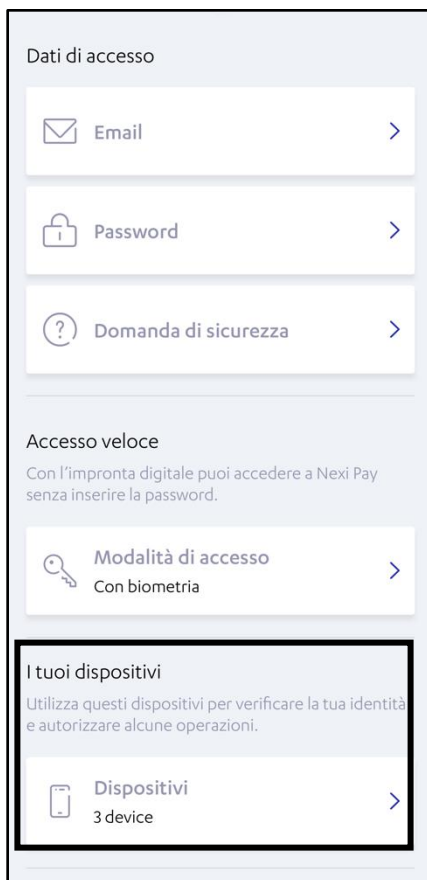 Dati di accesso
Email
Password
Domanda di sicurezza
Accesso veloce
Con l'impronta digitale puoi accedere a Nexi Pay
senza inserire la password.
Modalità di accesso
Con biometria
I tuoi dispositivi
Utilizza questi dispositivi per verificare la tua identità
e autorizzare alcune operazioni.
Dispositivi
3 device